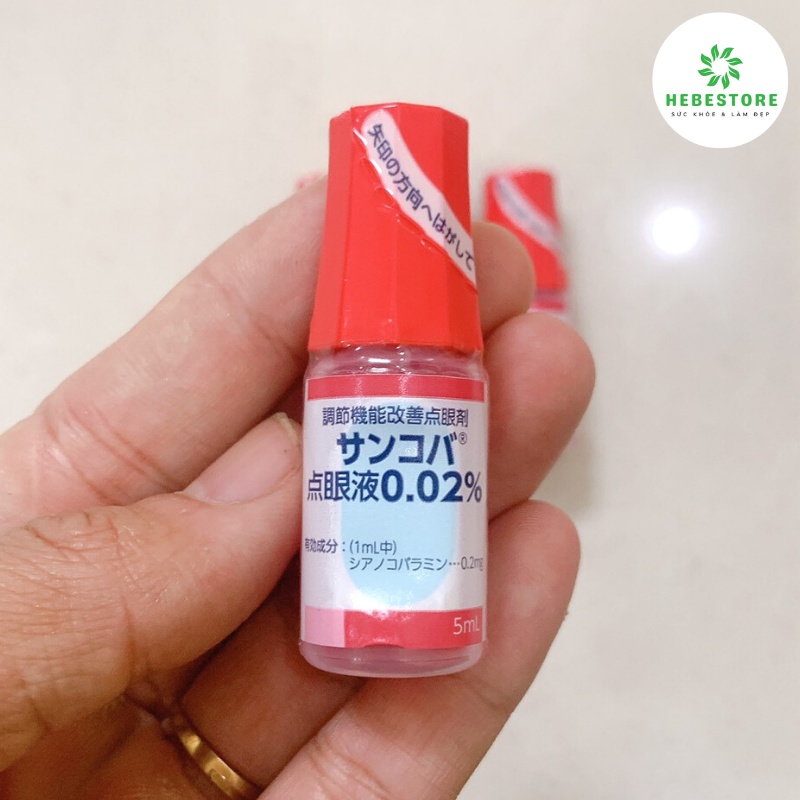 HEBESTORE
SỨC KHỎE & LÀM ĐẸP
矢印の方向へはがして
調節機能改善点眼剤
サンコバ®
点眼液0.02%
有効成分：(1mL中)
シアノコバラミン…0.2mg
5mL